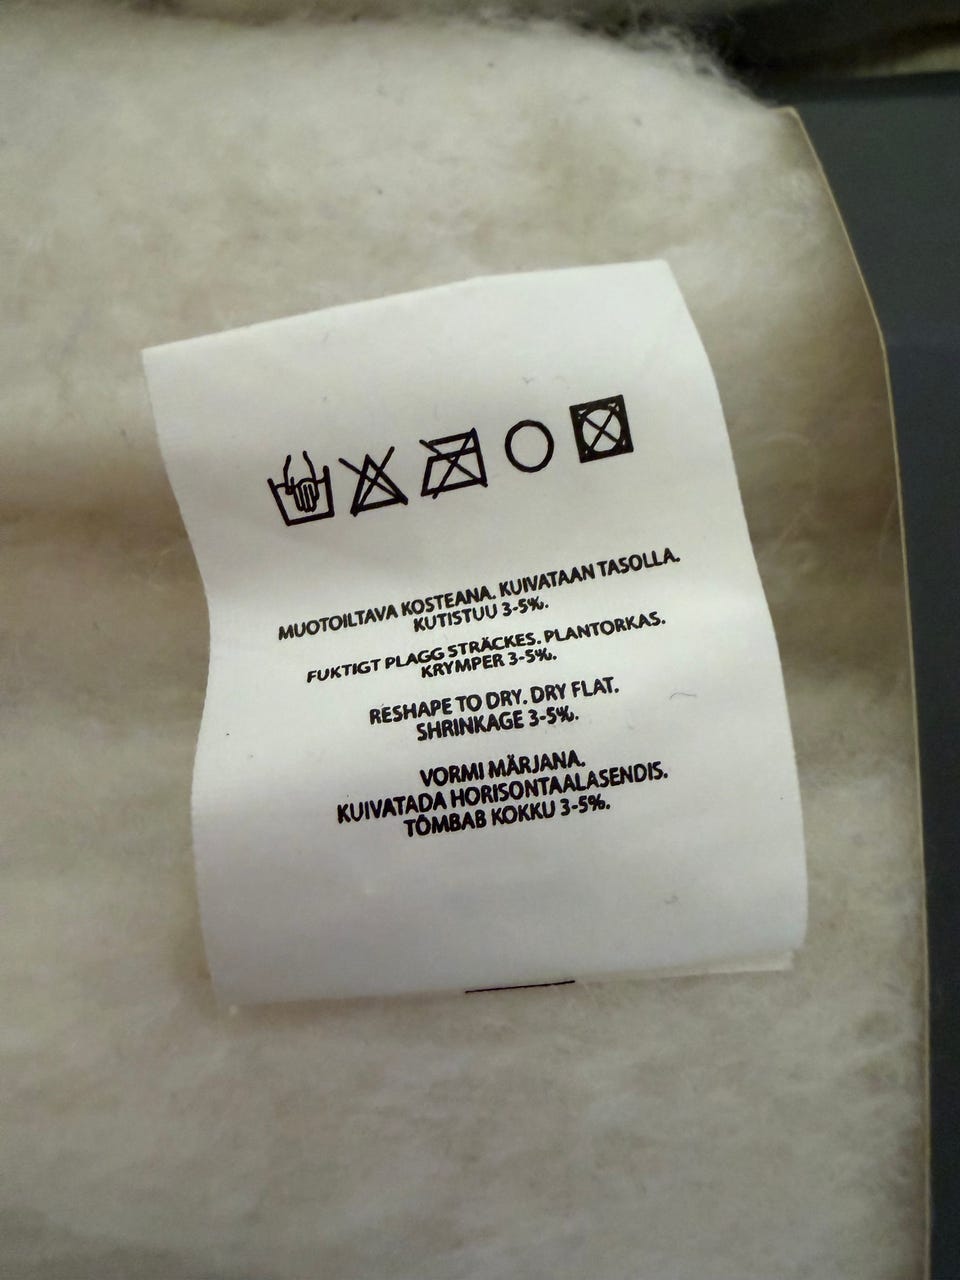 MUOTOILTAVA KOSTEANA. KUIVATAAN TASOLLA.
KUTISTUU 3-5%.
FUKTIGT PLAGG STRÄCKES. PLANTORKAS.
KRYMPER 3-5%.
RESHAPE TO DRY. DRY FLAT.
SHRINKAGE 3-5%.
VORMI MÄRJANA.
KUIVATADA HORISONTAALASENDIS.
TÕMBAB KOKKU 3-5%.